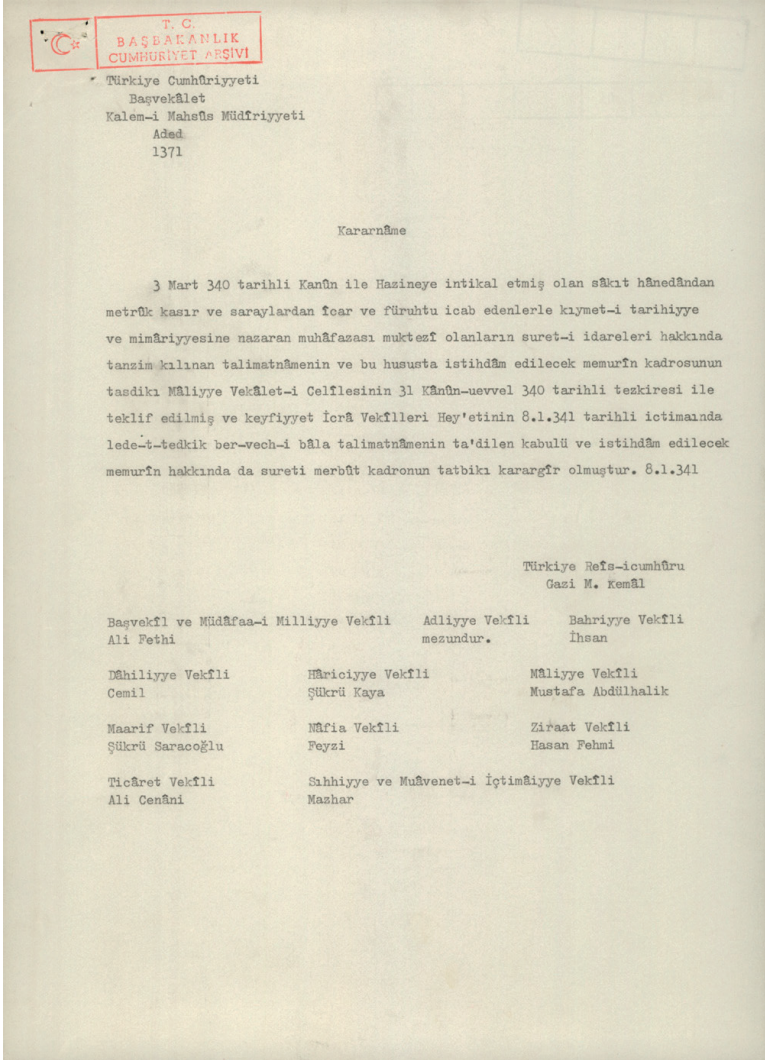 T. C.
BAŞBAKANLIK
CUMHURİYET ARŞİVİ
Türkiye Cumhûriyyeti
Başvekâlet
Kalem-i Mahsûs Müdîriyyeti
Aded
1371
Kararnâme
3 Mart 340 tarihli Kanûn ile Hazineye intikal etmiş olan sâkıt hânedândan
metrûk kasır ve saraylardan îcar ve füruhtu icab edenlerle kıymet-i tarihiyye
ve mimâriyyesine nazaran muhâfazası muktezî olanların suret-i idareleri hakkında
tanzim kılınan talimatnâmenin ve bu hususta istihdâm edilecek memurîn kadrosunun
tasdikı Mâliyye Vekâlet-i Celîlesinin 31 Kânûn-uevvel 340 tarihli tezkiresi ile
teklif edilmiş ve keyfiyyet İcrâ Vekîlleri Hey'etinin 8.1.341 tarihli ictimaında
lede-t-tedkik ber-vech-i bâla talimatnâmenin ta'dilen kabulü ve istihdâm edilecek
memurîn hakkında da sureti merbût kadronun tatbikı karargîr olmuştur. 8.1.341
Türkiye Reîs-icumhûru
Gazi M. Kemâl
Başvekîl ve Müdâfaa-i Milliyye Vekîli Adliyye Vekîli Bahriyye Vekîli
Ali Fethi mezundur. İhsan
Dâhiliyye Vekîli Hâriciyye Vekîli Mâliyye Vekîli
Cemil Şükrü Kaya Mustafa Abdülhalik
Maarif Vekîli Nâfia Vekîli Ziraat Vekîli
Şükrü Saracoğlu Feyzi Hasan Fehmi
Ticâret Vekîli Sıhhiyye ve Muâvenet-i İçtimâiyye Vekîli
Ali Cenâni Mazhar